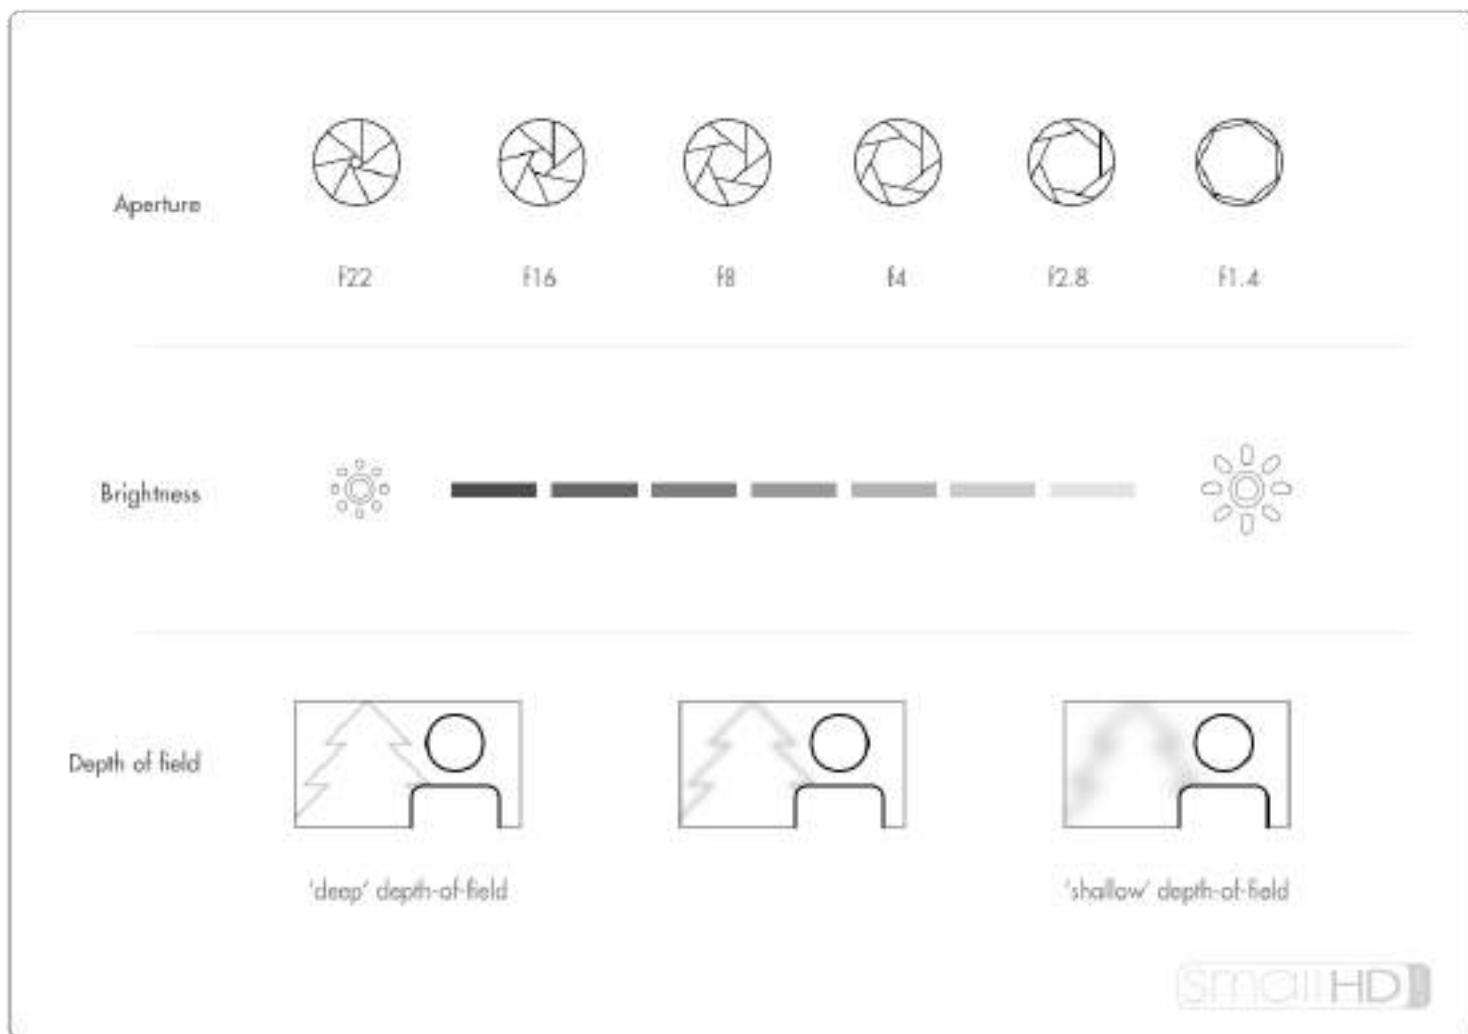 Aperture
f22
f16
f8
f4
f2.8
f1.4
Brightness
Depth of field
'deep' depth-of-field
'shallow' depth-of-field
smallHD